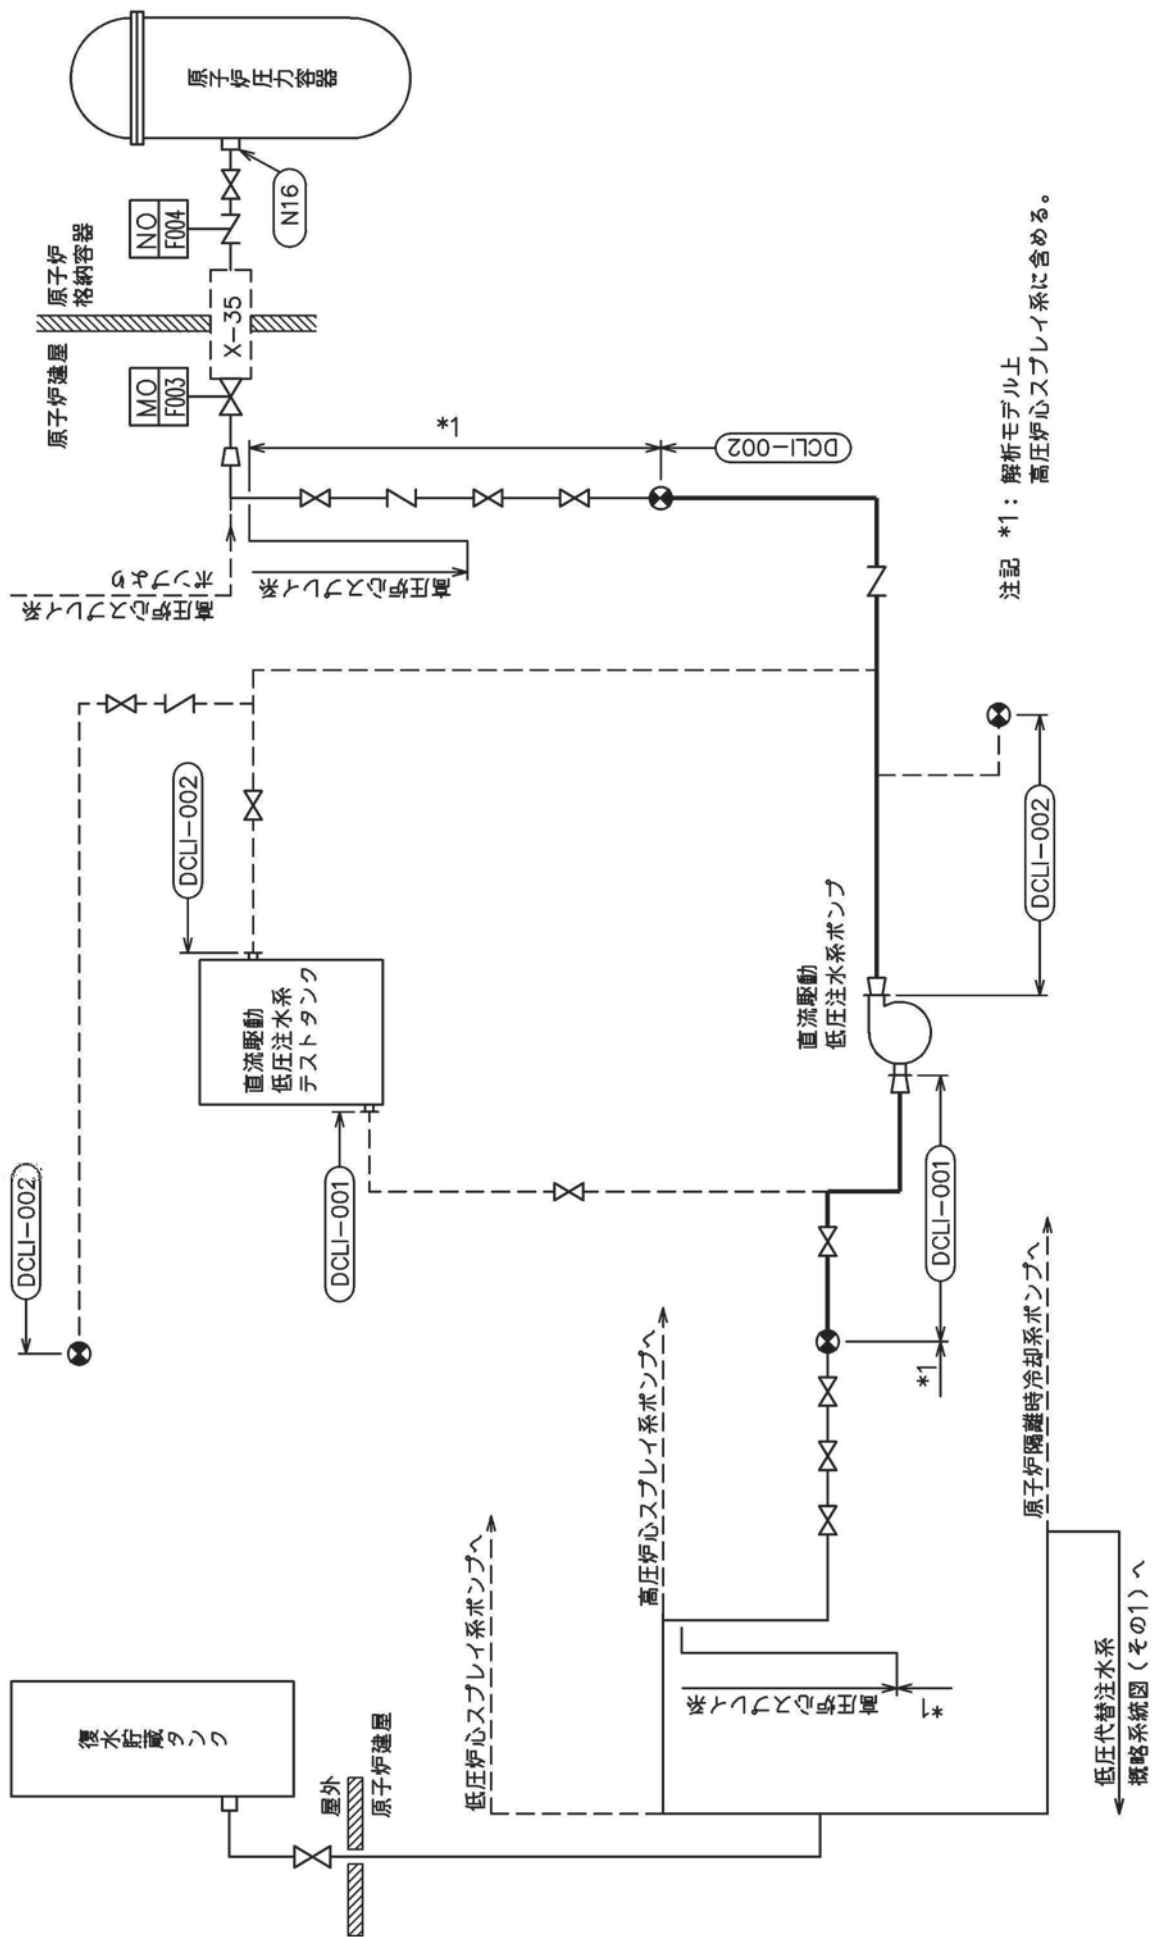 復水貯蔵タンク
屋外
原子炉建屋
低圧炉心スプレイ系ポンプへ
高圧炉心スプレイ系ポンプへ
高圧炉心スプレイ系
*1
原子炉隔離時冷却系ポンプへ
低圧代替注水系
概略系統図(その1)へ
*1
DCLI-001
DCLI-002
DCLI-001
直流駆動
低圧注水系
テストタンク
DCLI-002
直流駆動
低圧注水系ポンプ
DCLI-002
高圧炉心スプレイ系
ポンプより
高圧炉心スプレイ系
*1
DCLI-002
原子炉建屋
原子炉
格納容器
MO
F003
X-35
NO
F004
N16
原子炉圧力容器
注記 *1:解析モデル上
高圧炉心スプレイ系に含める。